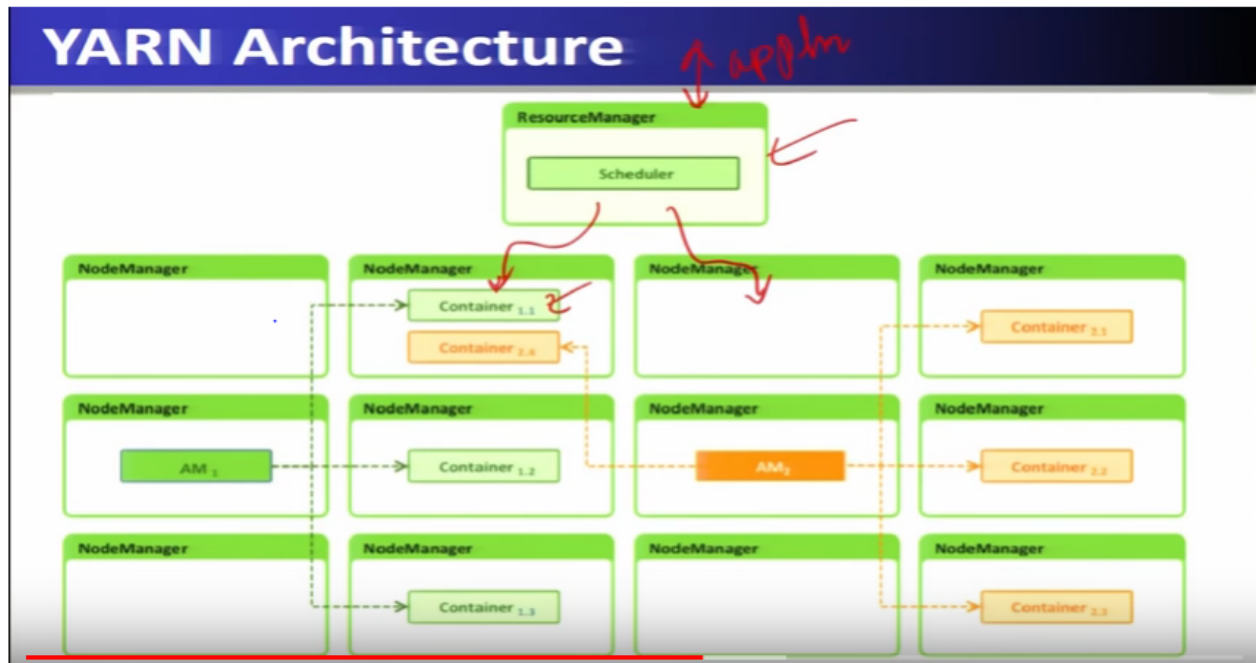 YARN Architecture
appln
ResourceManager
Scheduler
NodeManager NodeManager NodeManager NodeManager
Container 1.1
Container 2.1
Container 2.4
NodeManager NodeManager NodeManager NodeManager
AM 1 Container 1.2 AM2 Container 2.2
NodeManager NodeManager NodeManager NodeManager
Container 1.3 Container 2.3